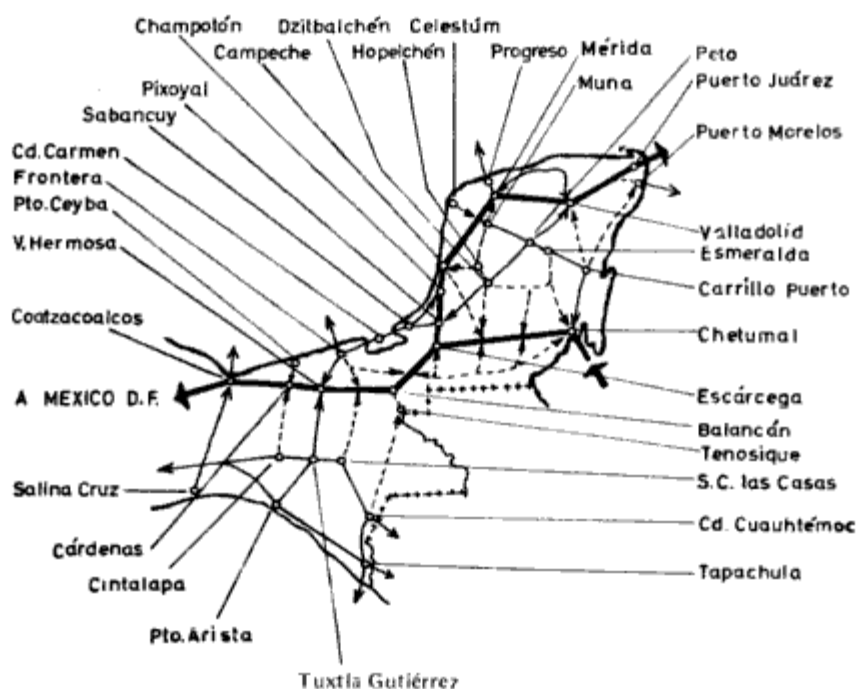 Champotón
Dzitbalchén
Celestúm
Campeche
Hopelchén
Progreso
Mérida
Peto
Pixoyal
Muna
Puerto Juárez
Sabancuy
Puerto Morelos
Cd. Carmen
Frontera
Pto. Ceyba
V. Hermosa
Valladolid
Esmeralda
Carrillo Puerto
Coatzacoalcos
Chetumal
A MEXICO D.F.
Escárcega
Balancán
Tenosique
S.C. las Casas
Salina Cruz
Cd. Cuauhtémoc
Cárdenas
Cintalapa
Tapachula
Pto. Arista
Tuxtla Gutiérrez